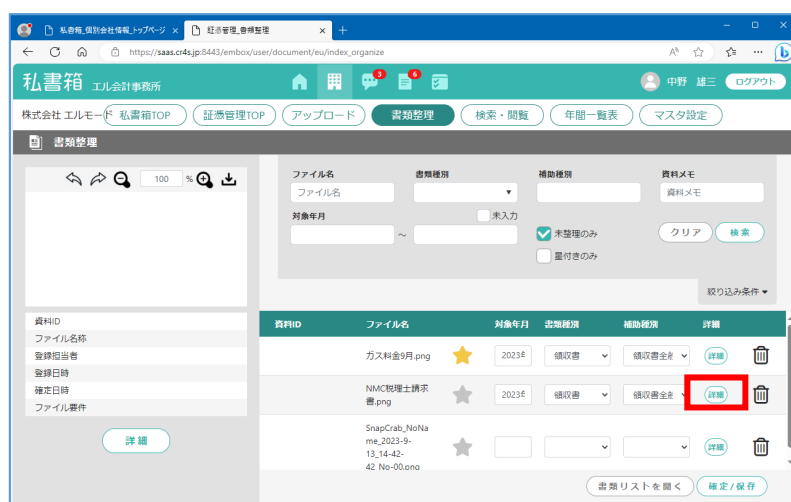 私書箱_個別会社情報_トップページ × 証憑管理_書類整理 × +
https://saas.cr4s.jp:8443/embox/user/document/eu/index_organize
私書箱 エル会計事務所 3 6 中野 雄三 ログアウト
株式会社 エルモード 私書箱TOP 証憑管理TOP アップロード 書類整理 検索・閲覧 年間一覧表 マスタ設定
書類整理
100 %
ファイル名 書類種別 補助種別 資料メモ
ファイル名 資料メモ
対象年月 未入力
~ 未整理のみ クリア 検索
星付きのみ
絞り込み条件
資料ID
ファイル名称
登録担当者
登録日時
確定日時
ファイル要件
詳細
資料ID ファイル名 対象年月 書類種別 補助種別 詳細
ガス料金9月.png 2023年 領収書 領収書全般 詳細
NMC税理士請求
書.png 2023年 領収書 領収書全般 詳細
SnapCrab_NoNa
me_2023-9-
13_14-42-
42_No-00.png 詳細
書類リストを開く 確定/保存